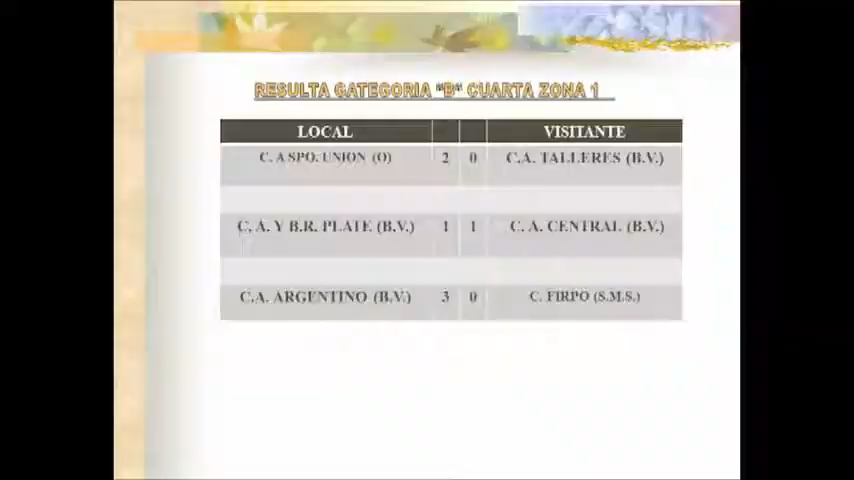 RESULTA GATEGORIA "B" CUARTA ZONA 1
LOCAL VISITANTE
C. A SPO. UNION (O) 2 0 C.A. TALLERES (B.V.)
C. A. Y B.R. PLATE (B.V.) 1 1 C. A. CENTRAL (B.V.)
C.A. ARGENTINO (B.V.) 3 0 C. FIRPO (S.M.S.)